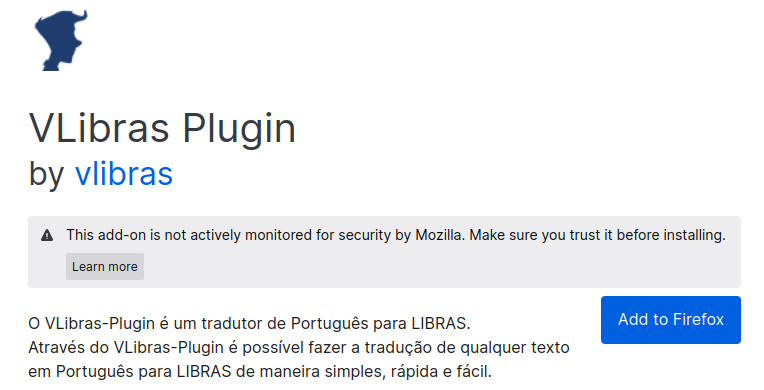 VLibras Plugin
by vlibras
This add-on is not actively monitored for security by Mozilla. Make sure you trust it before installing.
Learn more
Add to Firefox
O VLibras-Plugin é um tradutor de Português para LIBRAS.
Através do VLibras-Plugin é possível fazer a tradução de qualquer texto
em Português para LIBRAS de maneira simples, rápida e fácil.